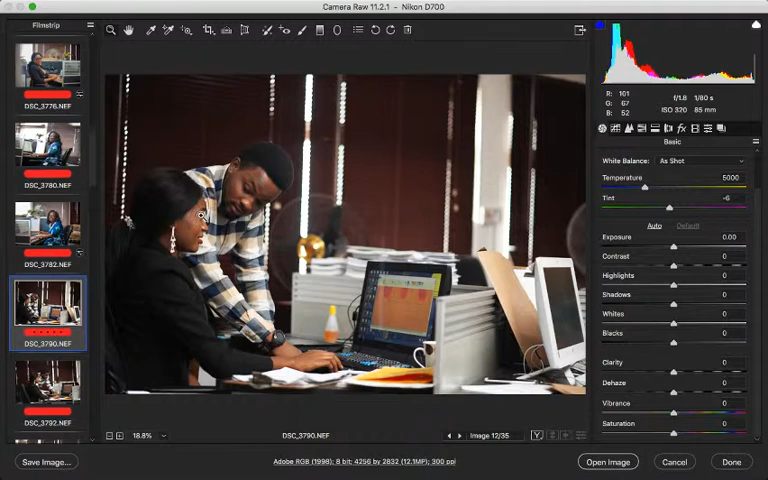 Camera Raw 11.2.1 - Nikon D700
Filmstrip
DSC_3776.NEF
DSC_3780.NEF
DSC_3782.NEF
DSC_3790.NEF
DSC_3792.NEF
18.8%
DSC_3790.NEF
Image 12/35
Y
Save Image...
Adobe RGB (1998); 8 bit; 4256 by 2832 (12.1MP); 300 ppi
Open Image
Cancel
Done
R: 101
G: 67
B: 52
f/1.8 1/80 s
ISO 320 85 mm
fx
Basic
White Balance: As Shot
Temperature 5000
Tint -6
Auto Default
Exposure 0.00
Contrast 0
Highlights 0
Shadows 0
Whites 0
Blacks 0
Clarity 0
Dehaze 0
Vibrance 0
Saturation 0